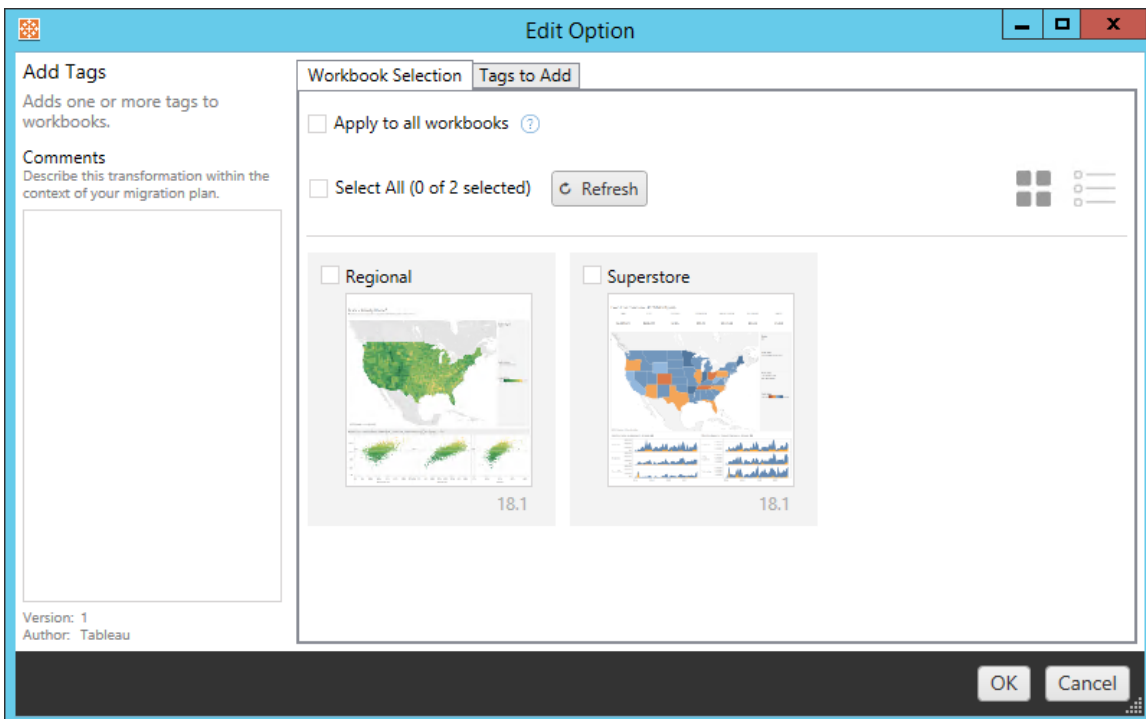 Edit Option
Add Tags
Adds one or more tags to
workbooks.
Comments
Describe this transformation within the
context of your migration plan.
Version: 1
Author: Tableau
Workbook Selection
Tags to Add
Apply to all workbooks ?
Select All (0 of 2 selected)
Refresh
Regional
18.1
Superstore
18.1
OK
Cancel